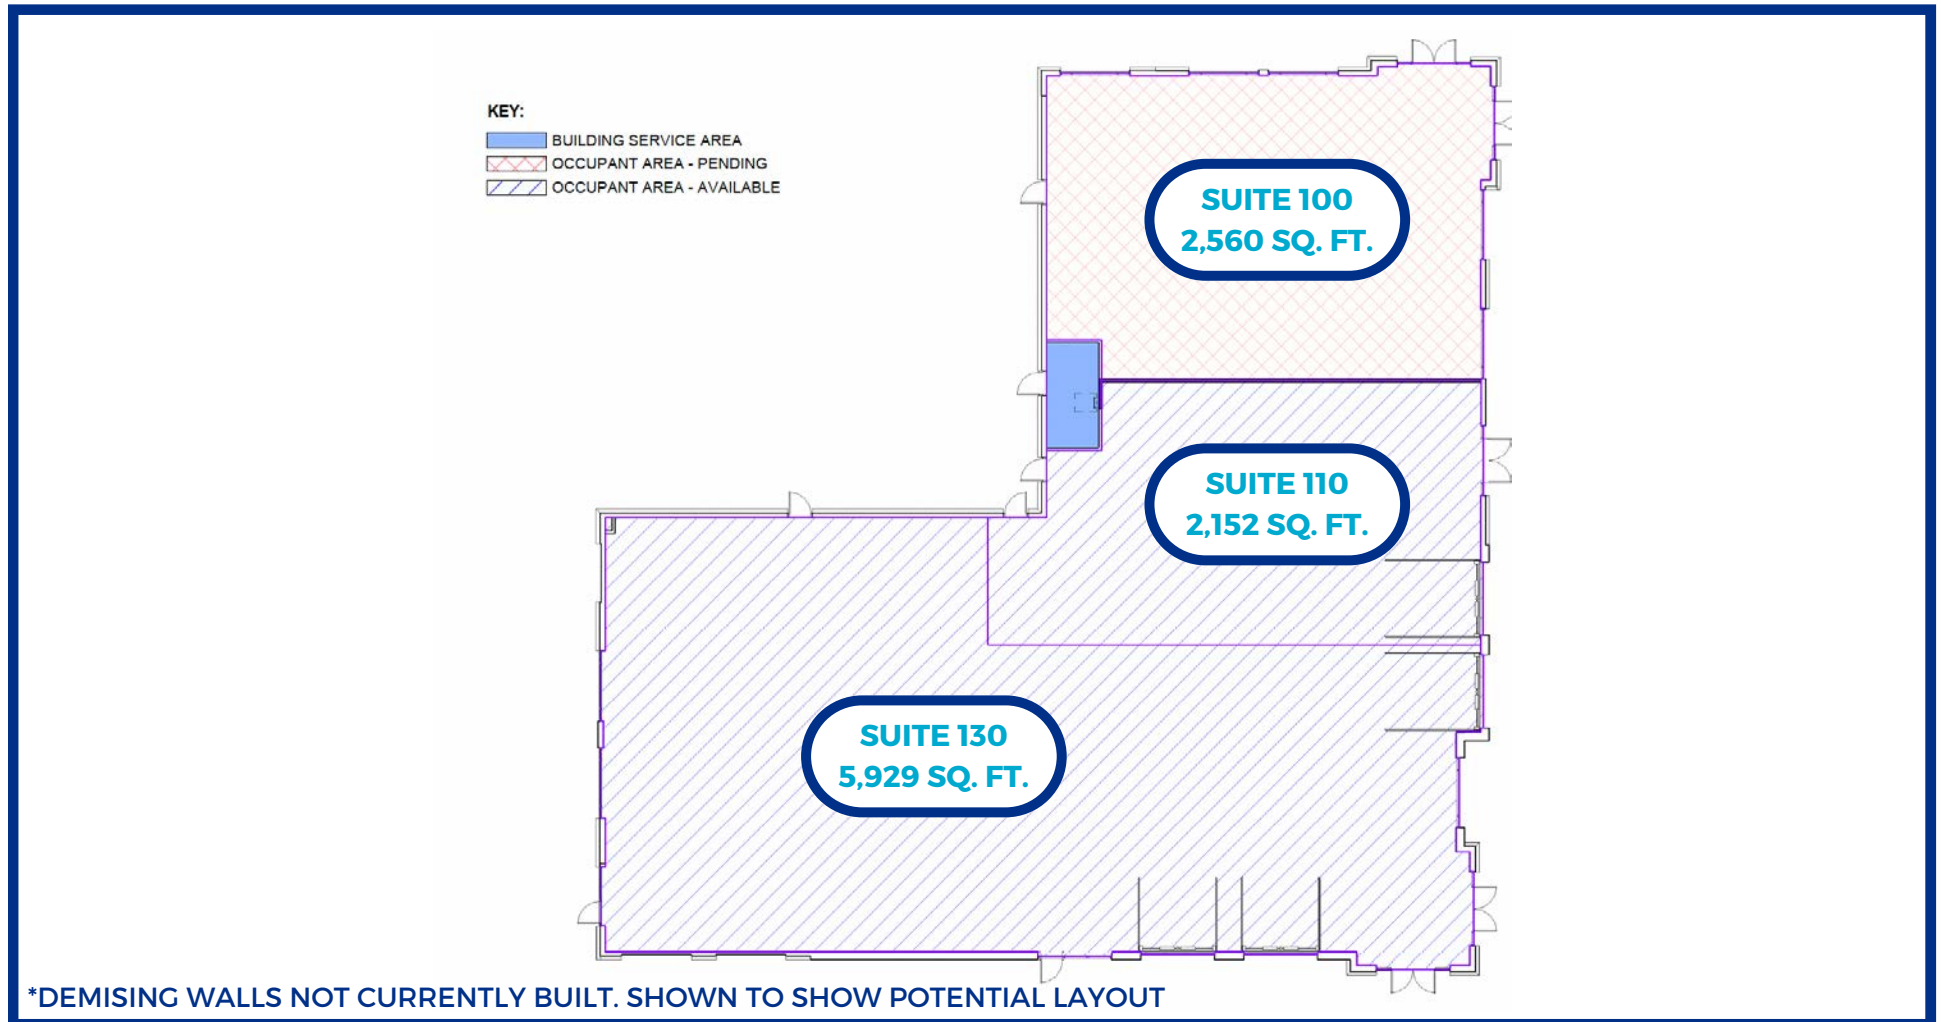 KEY:
BUILDING SERVICE AREA
OCCUPANT AREA - PENDING
OCCUPANT AREA - AVAILABLE
SUITE 100
2,560 SQ. FT.
SUITE 110
2,152 SQ. FT.
SUITE 130
5,929 SQ. FT.
*DEMISING WALLS NOT CURRENTLY BUILT. SHOWN TO SHOW POTENTIAL LAYOUT